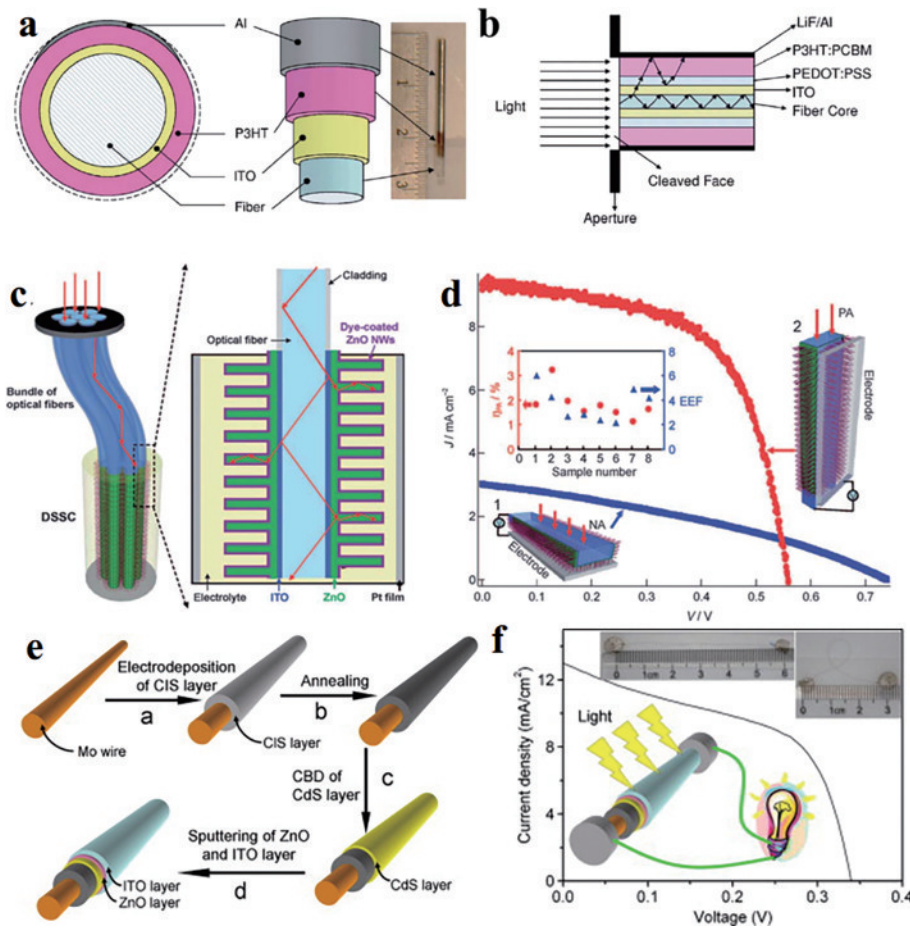 a
Al
P3HT
ITO
Fiber
1
2
3
b
LiF/Al
P3HT:PCBM
PEDOT:PSS
ITO
Fiber Core
Light
Cleaved Face
Aperture
c
Bundle of
optical fibers
DSSC
Cladding
Optical fiber
Dye-coated
ZnO NWs
Electrolyte
ITO
ZnO
Pt film
d
J / mA cm⁻²
8
6
4
2
0
0.0 0.1 0.2 0.3 0.4 0.5 0.6 0.7
V / V
4
3
2
1
0
8
6
4
2
0
EEF
1 2 3 4 5 6 7 8
Sample number
2
PA
Electrode
1
NA
Electrode
e
Mo wire
Electrodeposition
of CIS layer
a
CIS layer
Annealing
b
CBD of
CdS layer
c
CdS layer
Sputtering of ZnO
and ITO layer
d
ITO layer
ZnO layer
f
Current density (mA/cm²)
12
8
4
0
0.0 0.1 0.2 0.3 0.4
Voltage (V)
Light
0 1cm 2 3 4 5 6
0 1cm 2 3